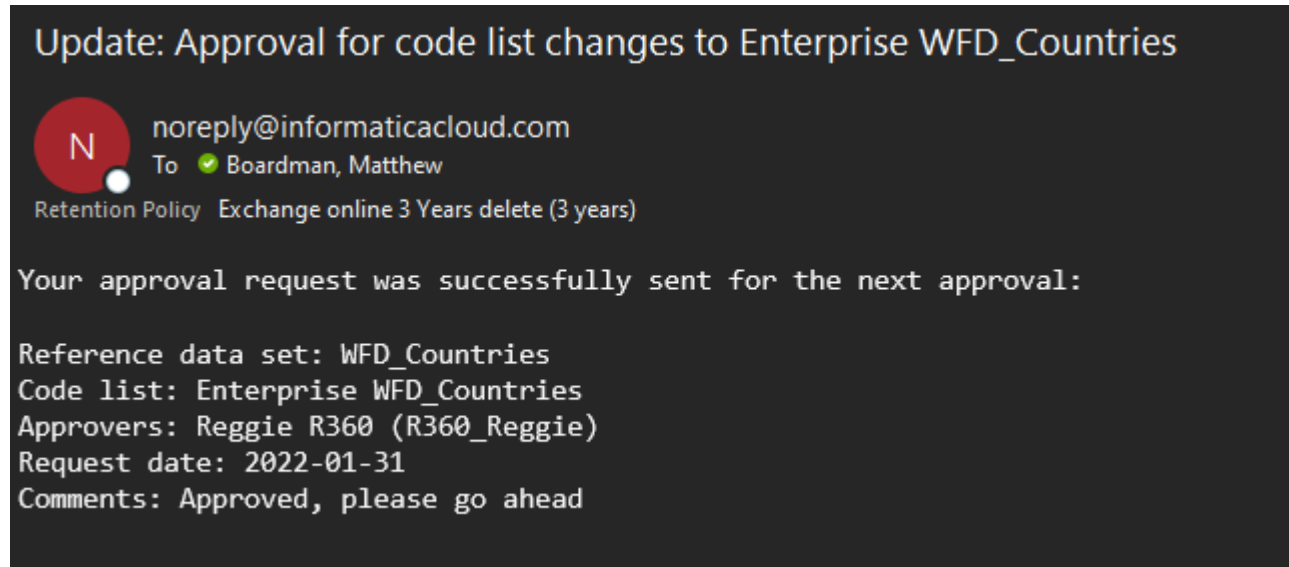 Update: Approval for code list changes to Enterprise WFD_Countries
N
noreply@informaticacloud.com
To Boardman, Matthew
Retention Policy Exchange online 3 Years delete (3 years)
Your approval request was successfully sent for the next approval:
Reference data set: WFD_Countries
Code list: Enterprise WFD_Countries
Approvers: Reggie R360 (R360_Reggie)
Request date: 2022-01-31
Comments: Approved, please go ahead